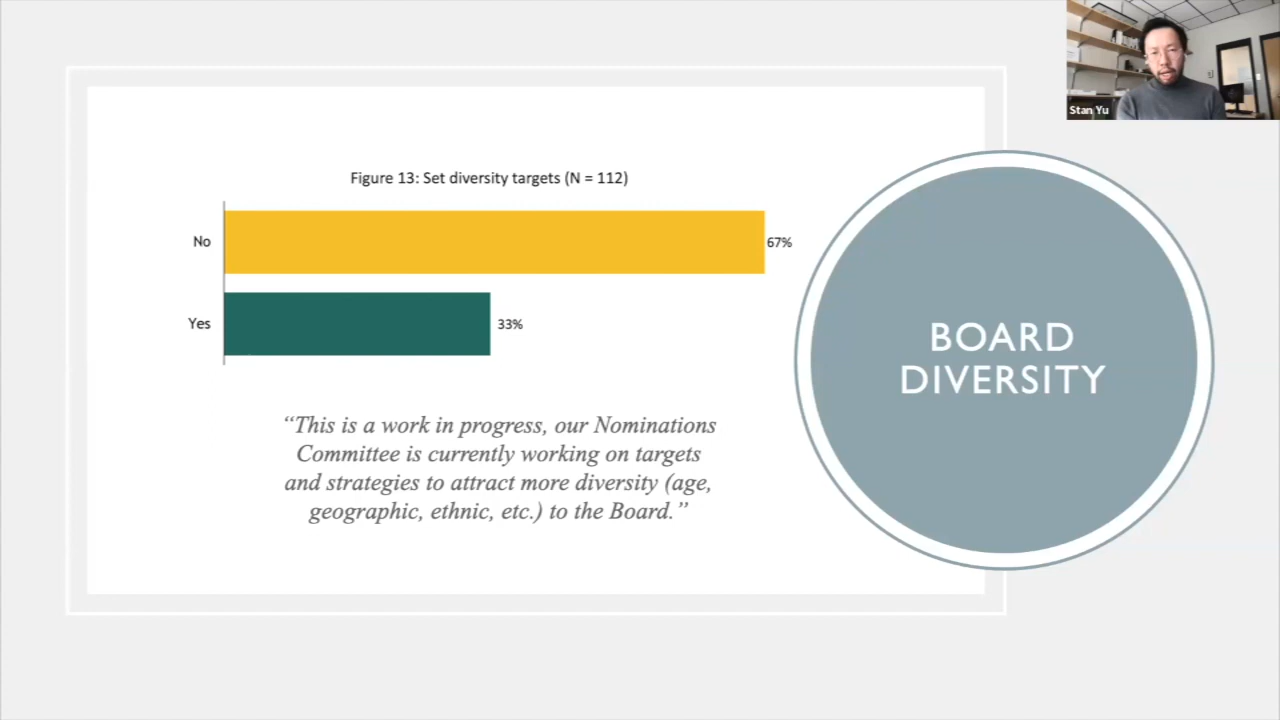 Stan Yu
Figure 13: Set diversity targets (N = 112)
No
67%
Yes
33%
“This is a work in progress, our Nominations
Committee is currently working on targets
and strategies to attract more diversity (age,
geographic, ethnic, etc.) to the Board.”
BOARD
DIVERSITY